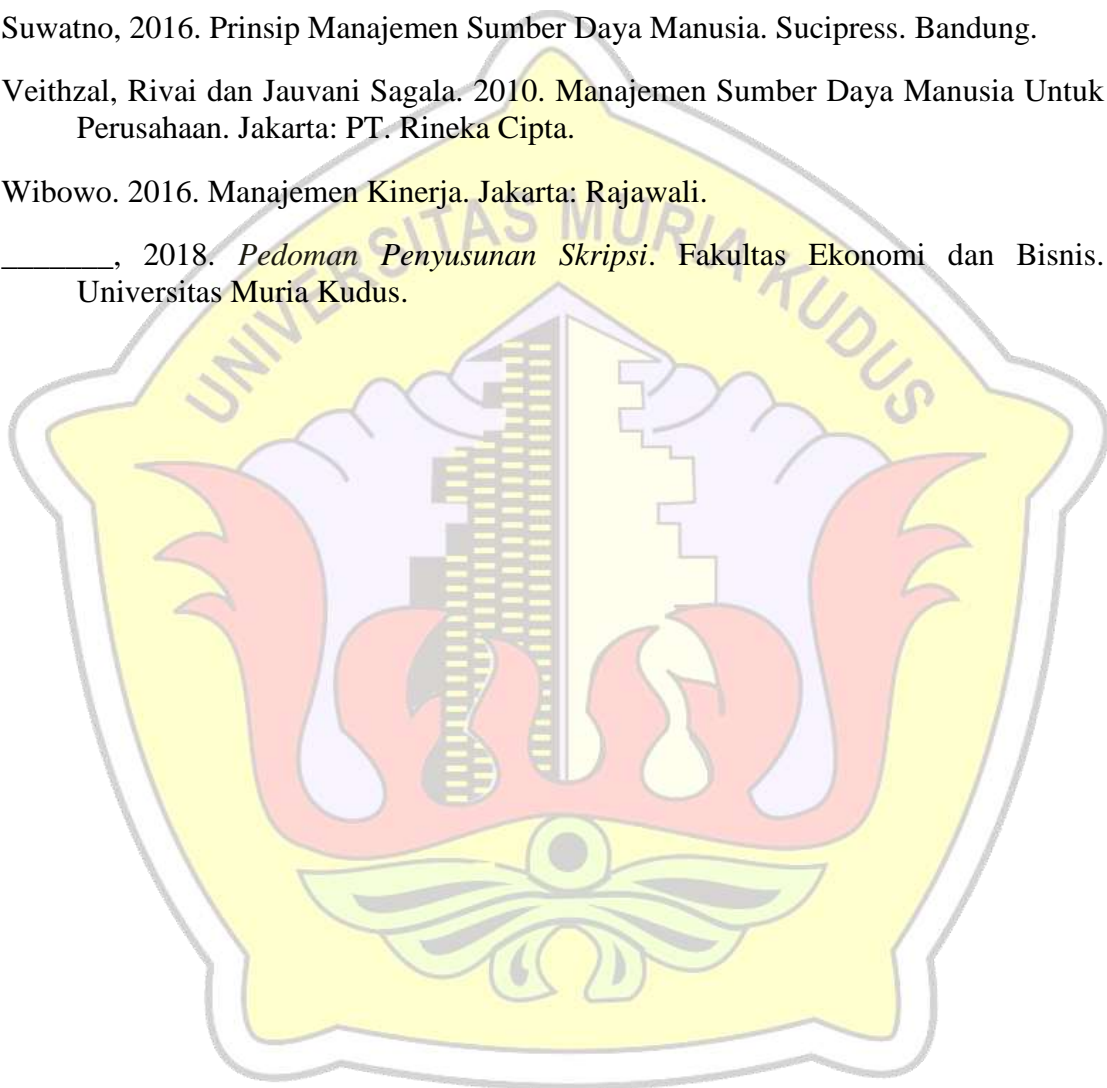 Suwatno, 2016. Prinsip Manajemen Sumber Daya Manusia. Sucipress. Bandung.
Veithzal, Rivai dan Jauvani Sagala. 2010. Manajemen Sumber Daya Manusia Untuk
Perusahaan. Jakarta: PT. Rineka Cipta.
Wibowo. 2016. Manajemen Kinerja. Jakarta: Rajawali.
_______, 2018. Pedoman Penyusunan Skripsi. Fakultas Ekonomi dan Bisnis.
Universitas Muria Kudus.
UNIVERSITAS MURIA KUDUS